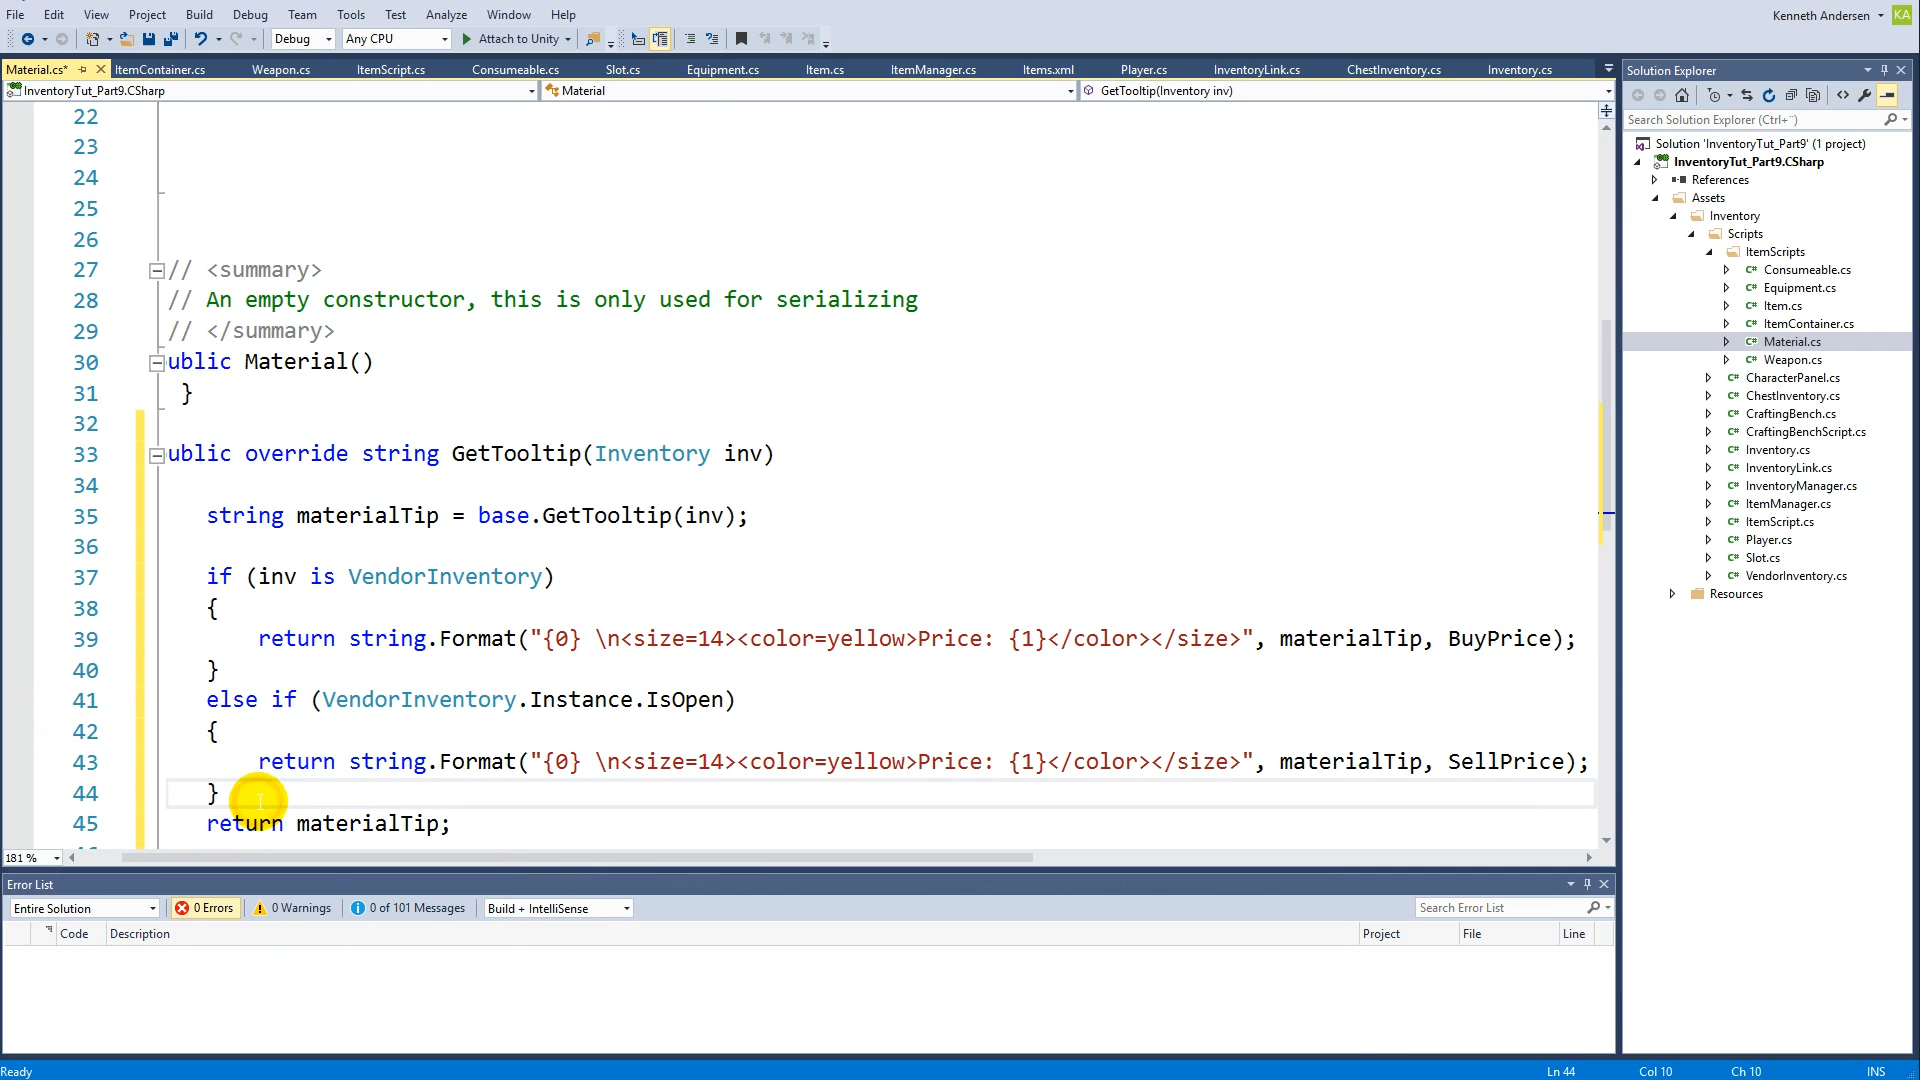 File Edit View Project Build Debug Team Tools Test Analyze Window Help Kenneth Andersen KA
Debug Any CPU Attach to Unity
Material.cs* ItemContainer.cs Weapon.cs ItemScript.cs Consumeable.cs Slot.cs Equipment.cs Item.cs ItemManager.cs Items.xml Player.cs InventoryLink.cs ChestInventory.cs Inventory.cs
InventoryTut_Part9.CSharp Material GetTooltip(Inventory inv)
22
23
24
25
26
27 // <summary>
28 // An empty constructor, this is only used for serializing
29 // </summary>
30 ublic Material()
31 }
32
33 ublic override string GetTooltip(Inventory inv)
34
35 string materialTip = base.GetTooltip(inv);
36
37 if (inv is VendorInventory)
38 {
39 return string.Format("{0} \n<size=14><color=yellow>Price: {1}</color></size>", materialTip, BuyPrice);
40 }
41 else if (VendorInventory.Instance.IsOpen)
42 {
43 return string.Format("{0} \n<size=14><color=yellow>Price: {1}</color></size>", materialTip, SellPrice);
44 }
45 return materialTip;
181 %
Error List
Entire Solution 0 Errors 0 Warnings 0 of 101 Messages Build + IntelliSense Search Error List
Code Description Project File Line
Solution Explorer
Search Solution Explorer (Ctrl+¨)
Solution 'InventoryTut_Part9' (1 project)
InventoryTut_Part9.CSharp
References
Assets
Inventory
Scripts
ItemScripts
C# Consumeable.cs
C# Equipment.cs
C# Item.cs
C# ItemContainer.cs
C# Material.cs
C# Weapon.cs
C# CharacterPanel.cs
C# ChestInventory.cs
C# CraftingBench.cs
C# CraftingBenchScript.cs
C# Inventory.cs
C# InventoryLink.cs
C# InventoryManager.cs
C# ItemManager.cs
C# ItemScript.cs
C# Player.cs
C# Slot.cs
C# VendorInventory.cs
Resources
Ready Ln 44 Col 10 Ch 10 INS